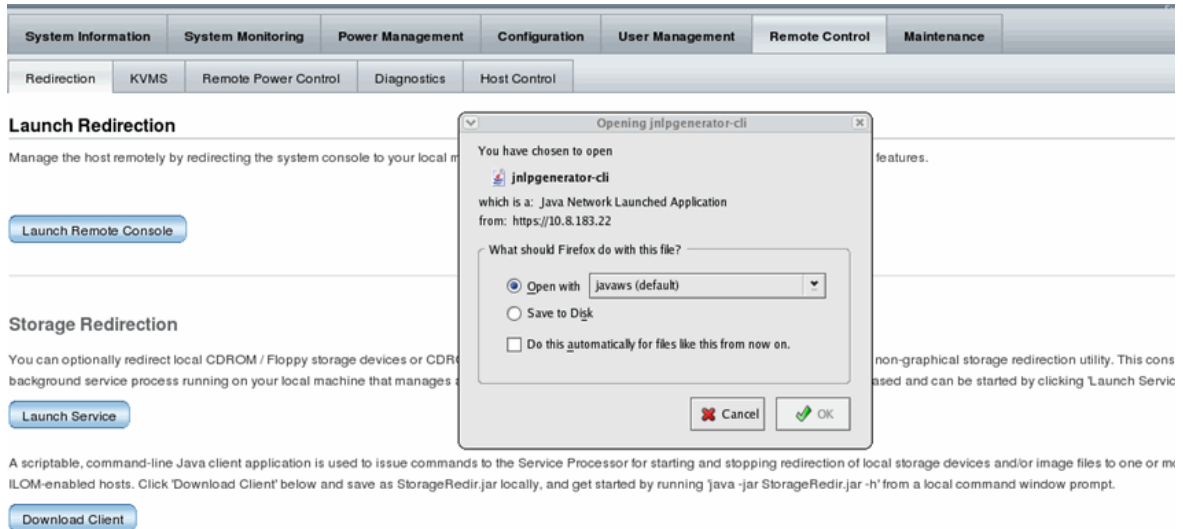 System Information System Monitoring Power Management Configuration User Management Remote Control Maintenance
Redirection KVMS Remote Power Control Diagnostics Host Control
Launch Redirection
Manage the host remotely by redirecting the system console to your local features.
Launch Remote Console
Opening jnlpgenerator-cli
You have chosen to open
jnlpgenerator-cli
which is a: Java Network Launched Application
from: https://10.8.183.22
What should Firefox do with this file?
Open with javaws (default)
Save to Disk
Do this automatically for files like this from now on.
Cancel OK
Storage Redirection
You can optionally redirect local CDROM / Floppy storage devices or non-graphical storage redirection utility. This
background service process running on your local machine that manages and can be started by clicking 'Launch
Launch Service
A scriptable, command-line Java client application is used to issue commands to the Service Processor for starting and stopping redirection of local storage devices and/or image files to one or
ILOM-enabled hosts. Click 'Download Client' below and save as StorageRedir.jar locally, and get started by running 'java -jar StorageRedir.jar -h' from a local command window prompt.
Download Client